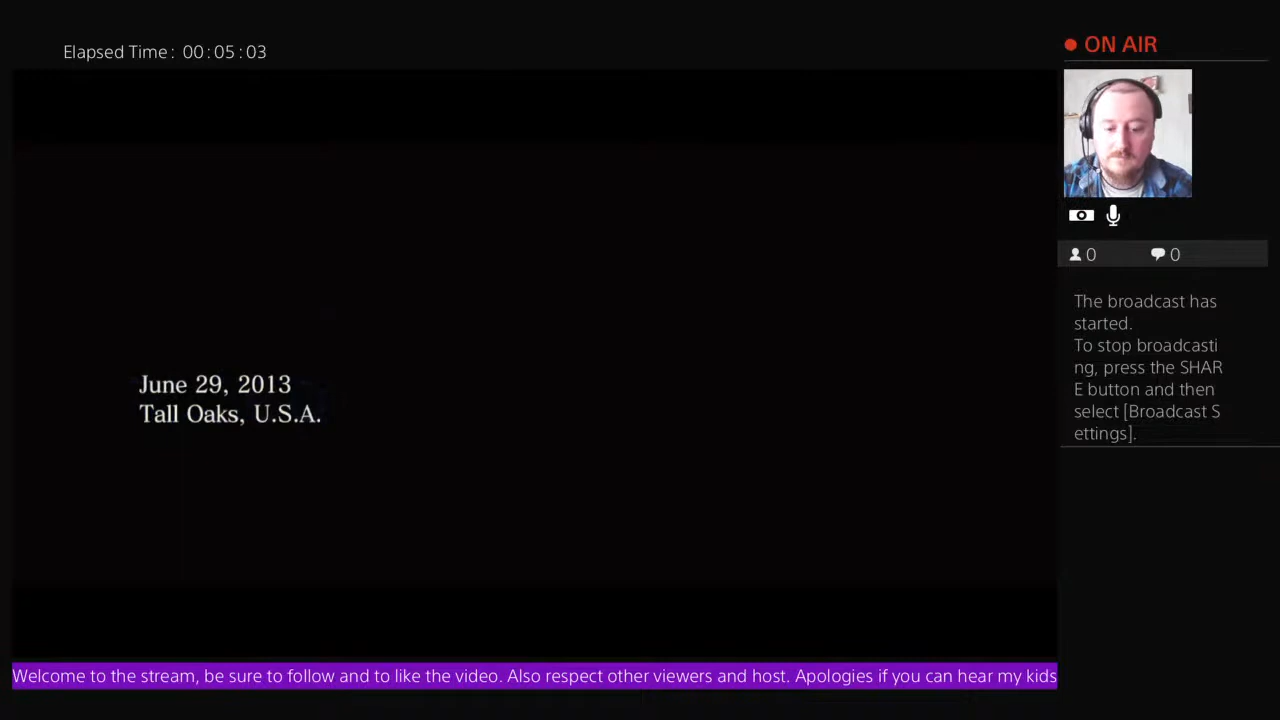 Elapsed Time: 00:05:03
ON AIR
0 0
The broadcast has
started.
To stop broadcasti
ng, press the SHAR
E button and then
select [Broadcast S
ettings].
June 29, 2013
Tall Oaks, U.S.A.
Welcome to the stream, be sure to follow and to like the video. Also respect other viewers and host. Apologies if you can hear my kids